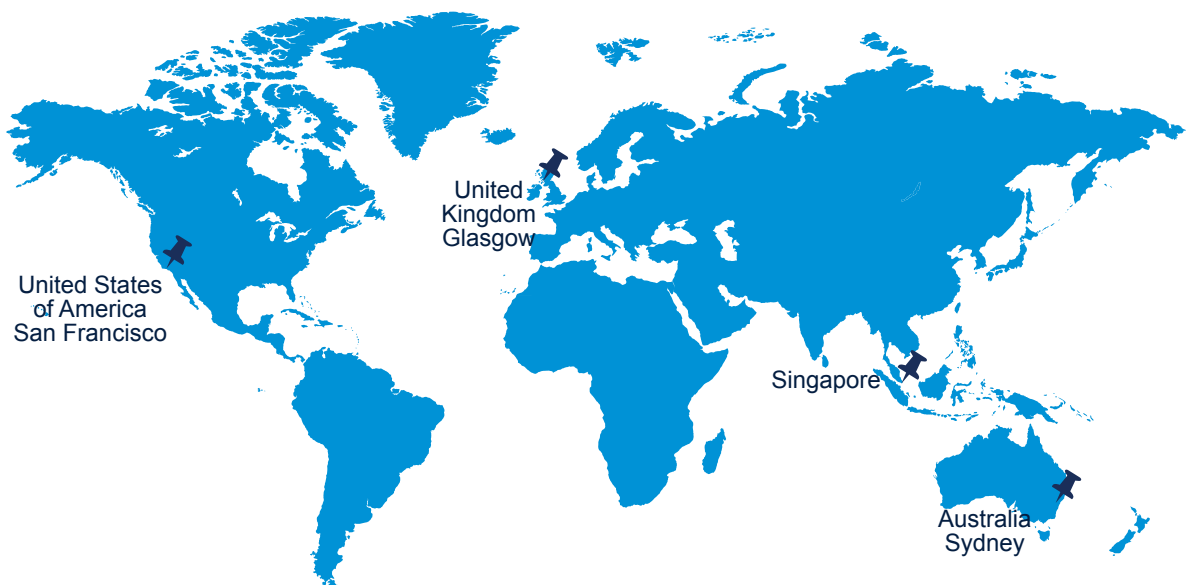 United
Kingdom
Glasgow
United States
of America
San Francisco
Singapore
Australia
Sydney